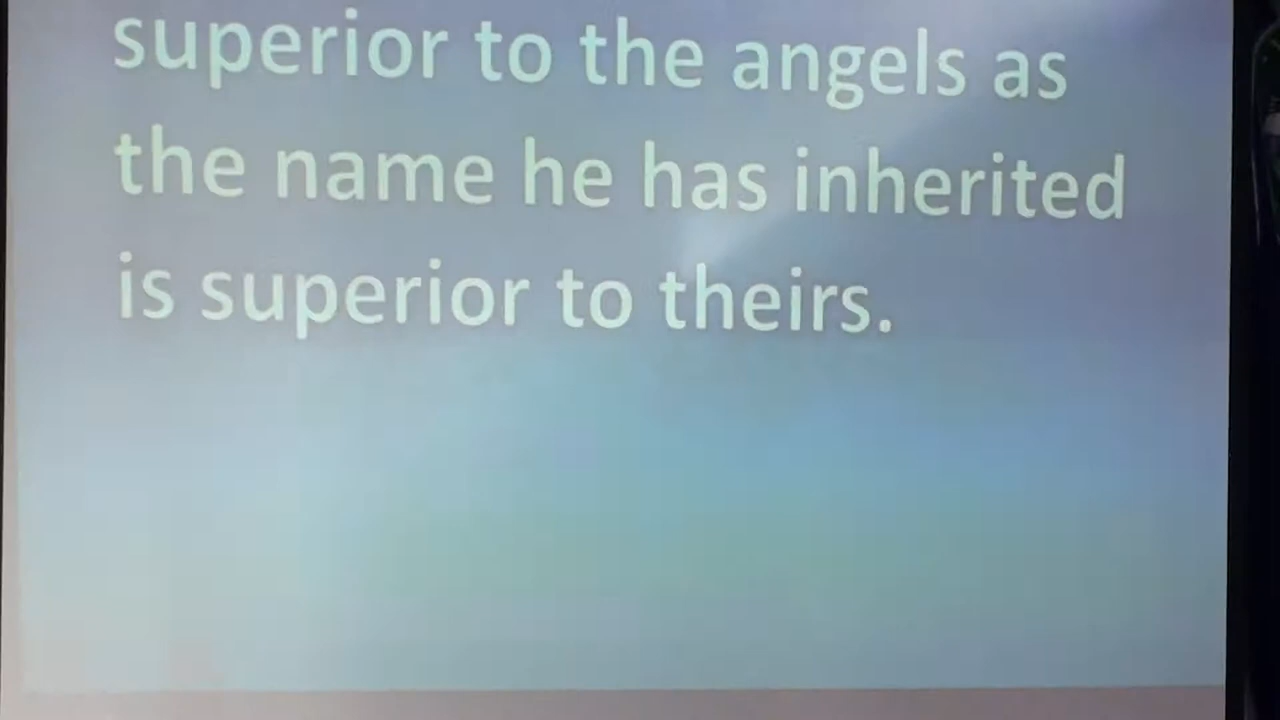 superior to the angels as
the name he has inherited
is superior to theirs.